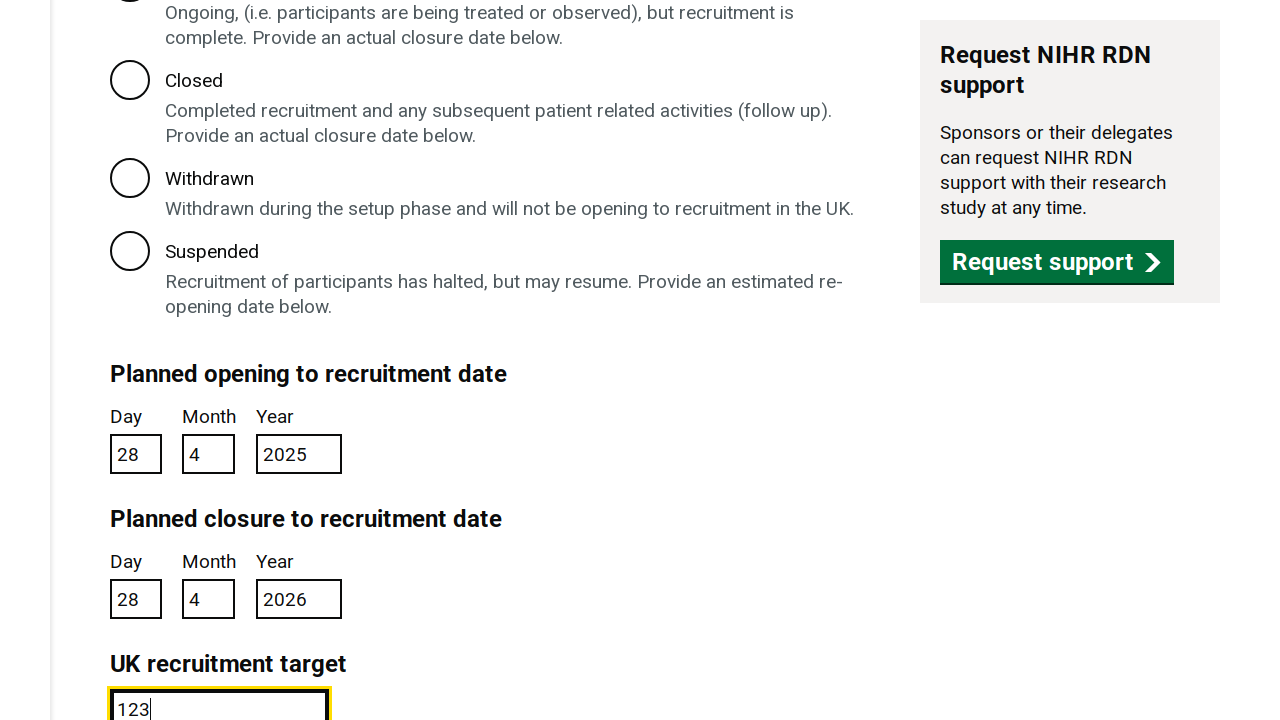 Ongoing, (i.e. participants are being treated or observed), but recruitment is
complete. Provide an actual closure date below.
Closed
Completed recruitment and any subsequent patient related activities (follow up).
Provide an actual closure date below.
Withdrawn
Withdrawn during the setup phase and will not be opening to recruitment in the UK.
Suspended
Recruitment of participants has halted, but may resume. Provide an estimated re-
opening date below.
Planned opening to recruitment date
Day Month Year
28 4 2025
Planned closure to recruitment date
Day Month Year
28 4 2026
UK recruitment target
123
Request NIHR RDN
support
Sponsors or their delegates
can request NIHR RDN
support with their research
study at any time.
Request support